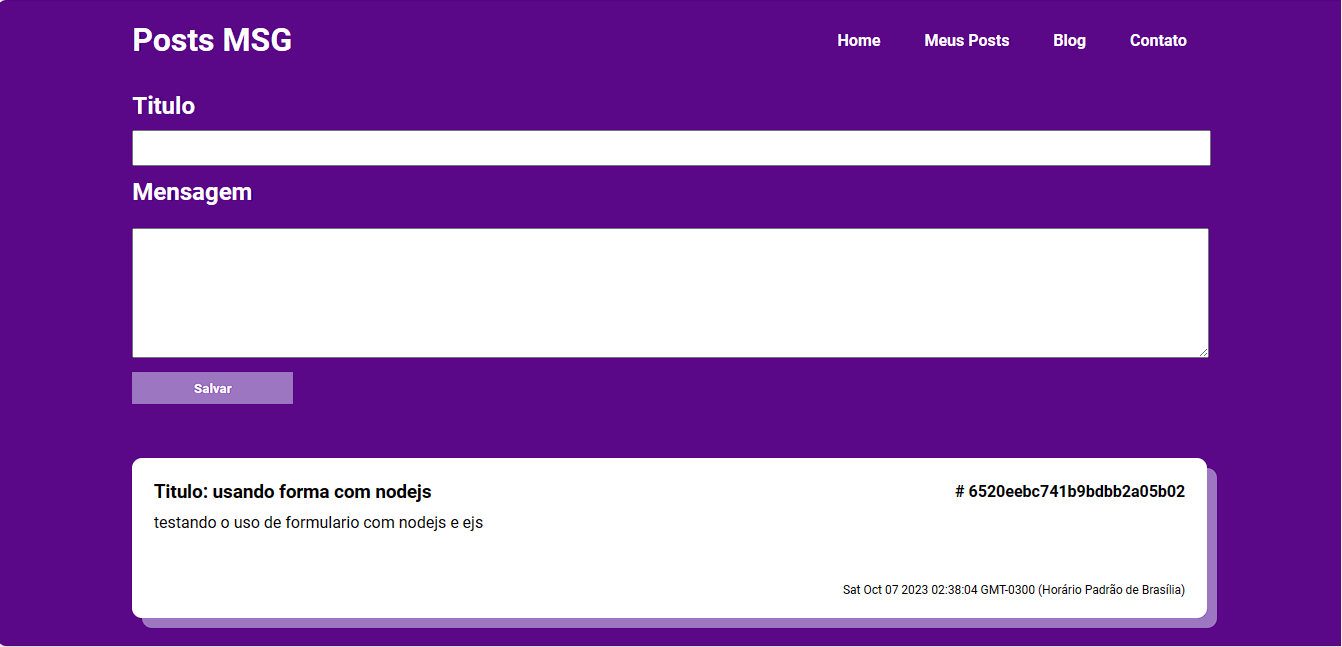 Posts MSG
Home Meus Posts Blog Contato
Titulo
Mensagem
Salvar
Titulo: usando forma com nodejs # 6520eebc741b9bdbb2a05b02
testando o uso de formulario com nodejs e ejs
Sat Oct 07 2023 02:38:04 GMT-0300 (Horário Padrão de Brasília)